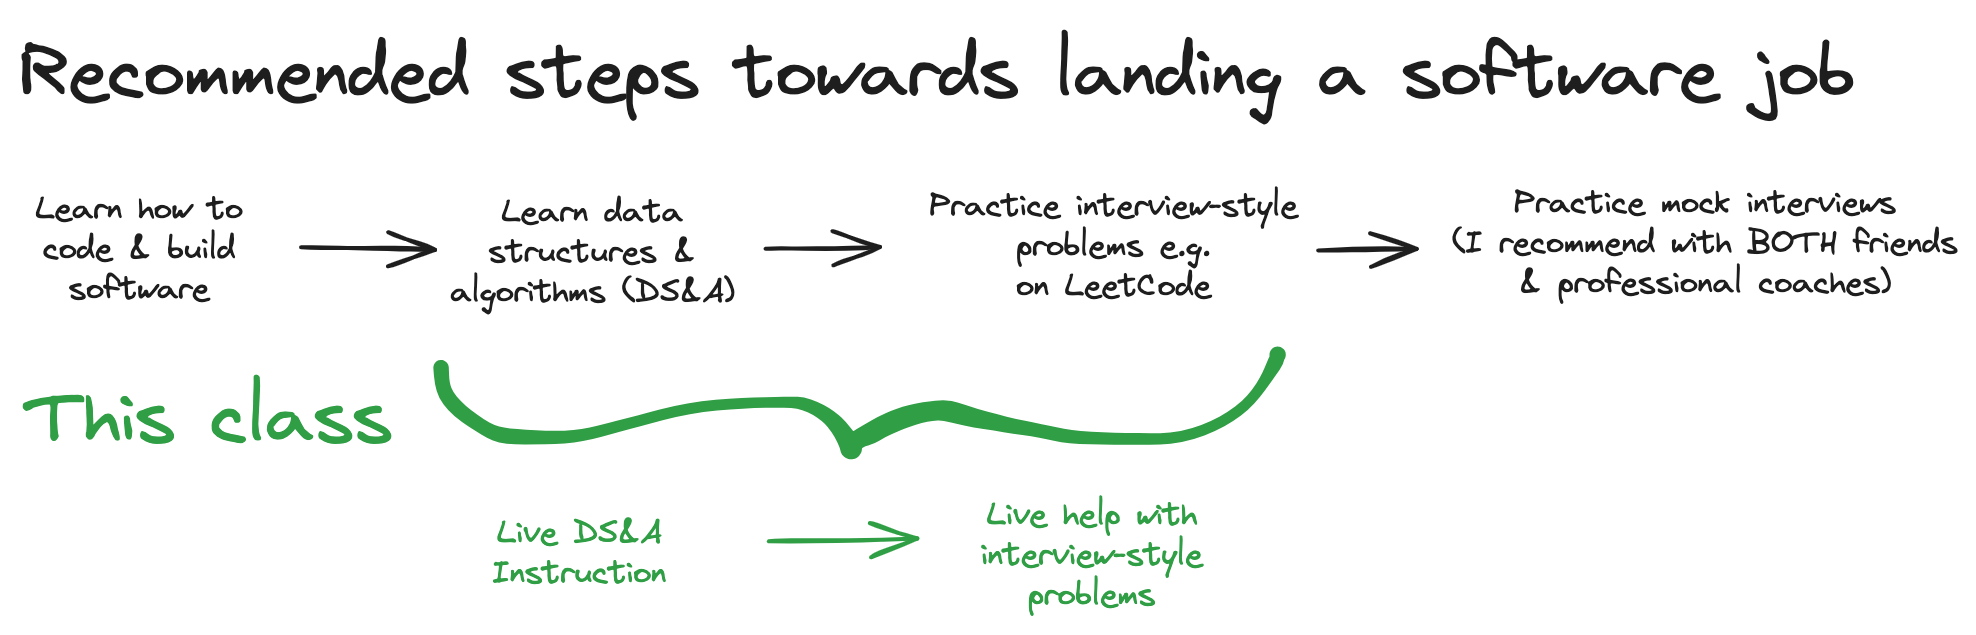 Recommended steps towards landing a software job
Learn how to
code & build
software
Learn data
structures &
algorithms (DS&A)
Practice interview-style
problems e.g.
on LeetCode
Practice mock interviews
(I recommend with BOTH friends
& professional coaches)
This class
Live DS&A
Instruction
Live help with
interview-style
problems